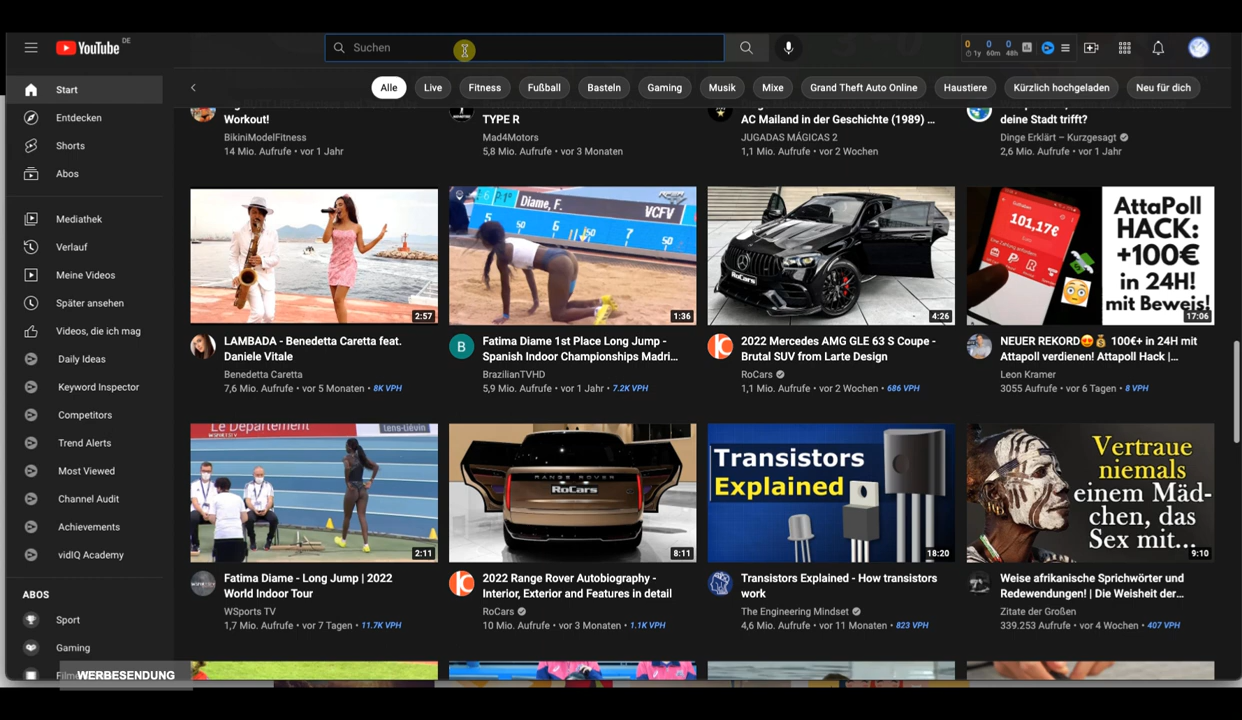 YouTube DE
Suchen
0 0 0
1y 60m 48h
Start
Entdecken
Shorts
Abos
Mediathek
Verlauf
Meine Videos
Später ansehen
Videos, die ich mag
Daily Ideas
Keyword Inspector
Competitors
Trend Alerts
Most Viewed
Channel Audit
Achievements
vidIQ Academy
ABOS
Sport
Gaming
WERBESENDUNG
Alle Live Fitness Fußball Basteln Gaming Musik Mixe Grand Theft Auto Online Haustiere Kürzlich hochgeladen Neu für dich
Workout!
BikiniModelFitness
14 Mio. Aufrufe • vor 1 Jahr
TYPE R
Mad4Motors
5,8 Mio. Aufrufe • vor 3 Monaten
AC Mailand in der Geschichte (1989) ...
JUGADAS MÁGICAS 2
1,1 Mio. Aufrufe • vor 2 Wochen
deine Stadt trifft?
Dinge Erklärt – Kurzgesagt
2,6 Mio. Aufrufe • vor 1 Jahr
2:57
LAMBADA - Benedetta Caretta feat.
Daniele Vitale
Benedetta Caretta
7,6 Mio. Aufrufe • vor 5 Monaten • 8K VPH
Diame, F.
VCFV
5 6 7
1:36
Fatima Diame 1st Place Long Jump -
Spanish Indoor Championships Madri...
B
BrazilianTVHD
5,9 Mio. Aufrufe • vor 1 Jahr • 7.2K VPH
RoCars
4:26
2022 Mercedes AMG GLE 63 S Coupe -
Brutal SUV from Larte Design
RoCars
1,1 Mio. Aufrufe • vor 2 Wochen • 686 VPH
101,17€
AttaPoll
HACK:
+100€
in 24H!
mit Beweis!
17:06
NEUER REKORD😍💰 100€+ in 24H mit
Attapoll verdienen! Attapoll Hack |...
Leon Kramer
3055 Aufrufe • vor 6 Tagen • 8 VPH
Le Département
Lens-Liévin
2:11
Fatima Diame - Long Jump | 2022
World Indoor Tour
WSports TV
1,7 Mio. Aufrufe • vor 7 Tagen • 11.7K VPH
RANGE ROVER
RoCars
8:11
2022 Range Rover Autobiography -
Interior, Exterior and Features in detail
RoCars
10 Mio. Aufrufe • vor 3 Monaten • 1.1K VPH
Transistors
Explained
18:20
Transistors Explained - How transistors
work
The Engineering Mindset
4,6 Mio. Aufrufe • vor 11 Monaten • 823 VPH
Vertraue
niemals
einem Mäd-
chen, das
Sex mit...
9:10
Weise afrikanische Sprichwörter und
Redewendungen! | Die Weisheit der...
Zitate der Großen
339.253 Aufrufe • vor 4 Wochen • 407 VPH